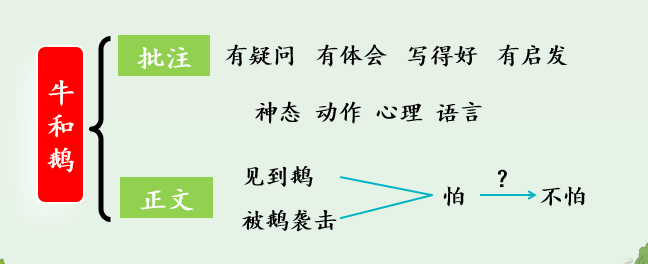 牛和鹅
批注
有疑问 有体会 写得好 有启发
神态 动作 心理 语言
正文
见到鹅
被鹅袭击
怕
?
不怕